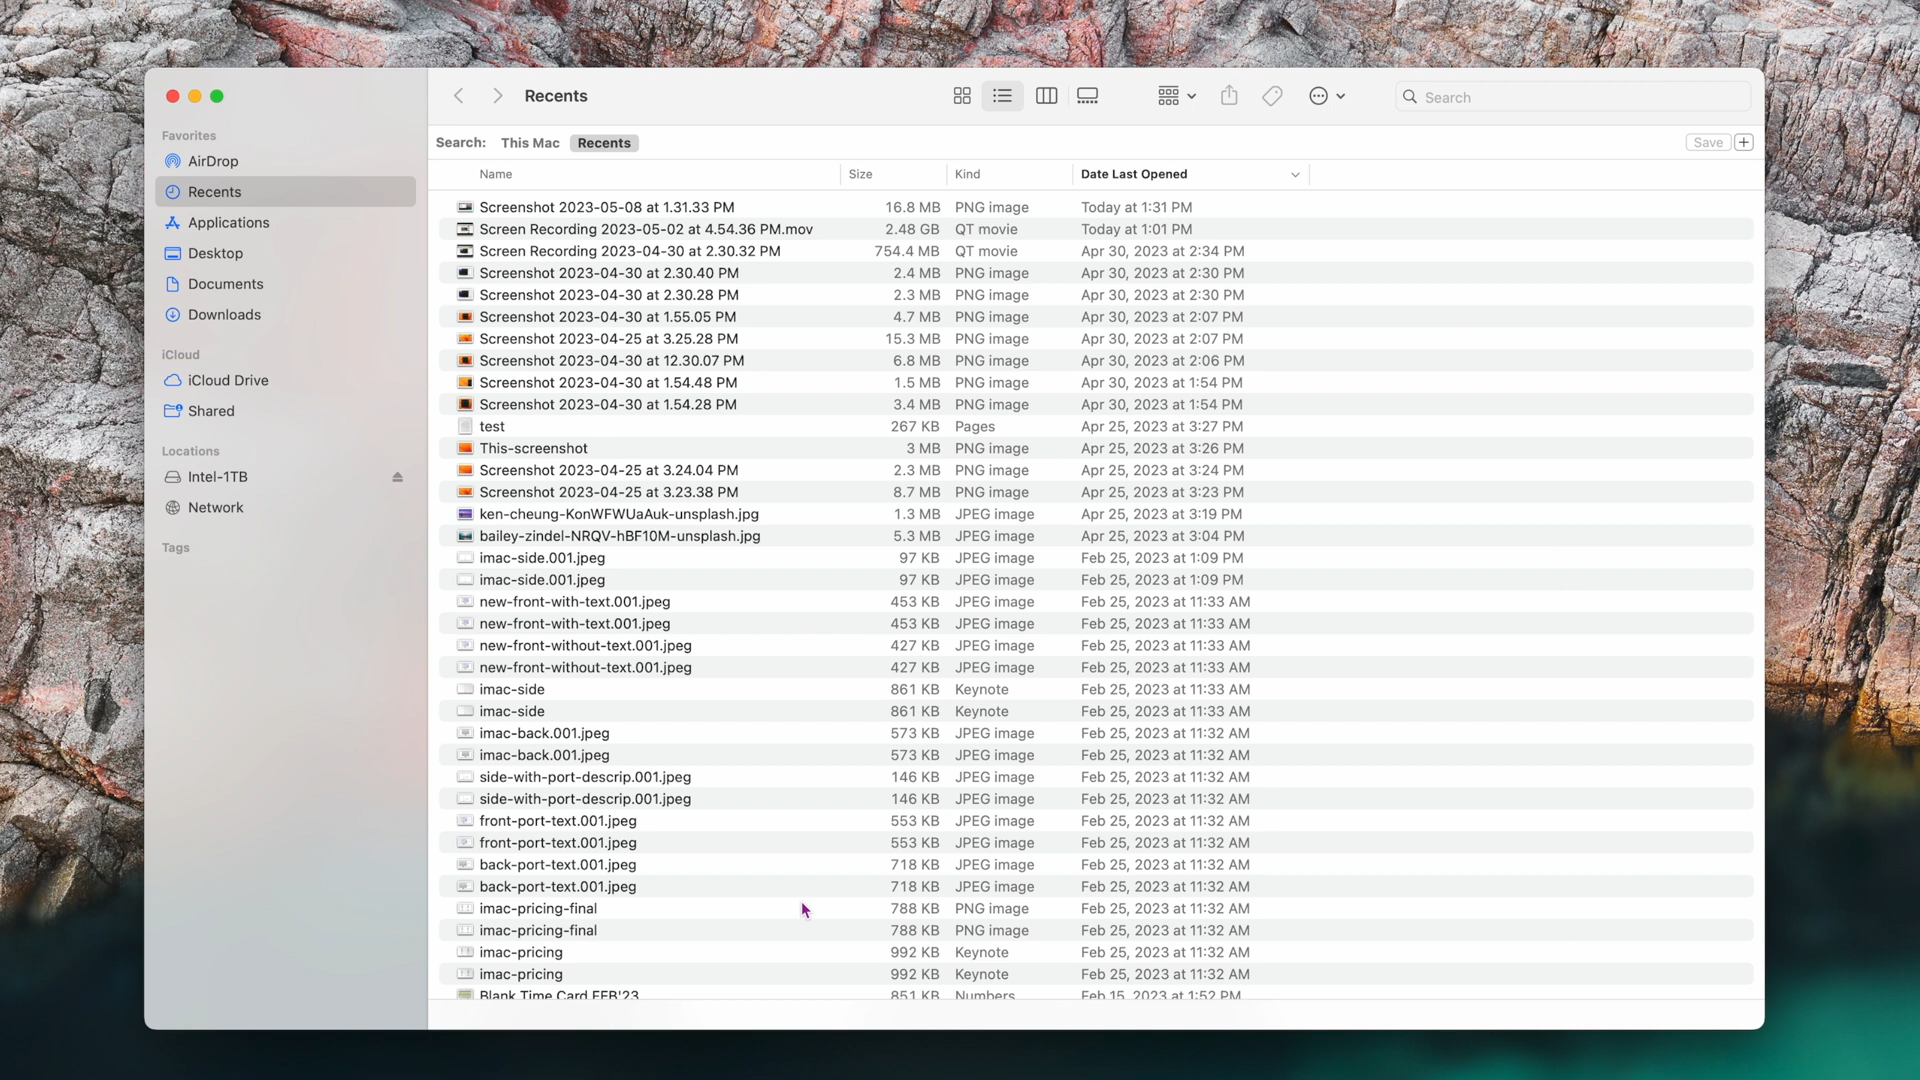 Recents
Search
Favorites
AirDrop
Recents
Applications
Desktop
Documents
Downloads
iCloud
iCloud Drive
Shared
Locations
Intel-1TB
Network
Tags
Search: This Mac Recents Save
Name Size Kind Date Last Opened
Screenshot 2023-05-08 at 1.31.33 PM 16.8 MB PNG image Today at 1:31 PM
Screen Recording 2023-05-02 at 4.54.36 PM.mov 2.48 GB QT movie Today at 1:01 PM
Screen Recording 2023-04-30 at 2.30.32 PM 754.4 MB QT movie Apr 30, 2023 at 2:34 PM
Screenshot 2023-04-30 at 2.30.40 PM 2.4 MB PNG image Apr 30, 2023 at 2:30 PM
Screenshot 2023-04-30 at 2.30.28 PM 2.3 MB PNG image Apr 30, 2023 at 2:30 PM
Screenshot 2023-04-30 at 1.55.05 PM 4.7 MB PNG image Apr 30, 2023 at 2:07 PM
Screenshot 2023-04-25 at 3.25.28 PM 15.3 MB PNG image Apr 30, 2023 at 2:07 PM
Screenshot 2023-04-30 at 12.30.07 PM 6.8 MB PNG image Apr 30, 2023 at 2:06 PM
Screenshot 2023-04-30 at 1.54.48 PM 1.5 MB PNG image Apr 30, 2023 at 1:54 PM
Screenshot 2023-04-30 at 1.54.28 PM 3.4 MB PNG image Apr 30, 2023 at 1:54 PM
test 267 KB Pages Apr 25, 2023 at 3:27 PM
This-screenshot 3 MB PNG image Apr 25, 2023 at 3:26 PM
Screenshot 2023-04-25 at 3.24.04 PM 2.3 MB PNG image Apr 25, 2023 at 3:24 PM
Screenshot 2023-04-25 at 3.23.38 PM 8.7 MB PNG image Apr 25, 2023 at 3:23 PM
ken-cheung-KonWFWUaAuk-unsplash.jpg 1.3 MB JPEG image Apr 25, 2023 at 3:19 PM
bailey-zindel-NRQV-hBF10M-unsplash.jpg 5.3 MB JPEG image Apr 25, 2023 at 3:04 PM
imac-side.001.jpeg 97 KB JPEG image Feb 25, 2023 at 1:09 PM
imac-side.001.jpeg 97 KB JPEG image Feb 25, 2023 at 1:09 PM
new-front-with-text.001.jpeg 453 KB JPEG image Feb 25, 2023 at 11:33 AM
new-front-with-text.001.jpeg 453 KB JPEG image Feb 25, 2023 at 11:33 AM
new-front-without-text.001.jpeg 427 KB JPEG image Feb 25, 2023 at 11:33 AM
new-front-without-text.001.jpeg 427 KB JPEG image Feb 25, 2023 at 11:33 AM
imac-side 861 KB Keynote Feb 25, 2023 at 11:33 AM
imac-side 861 KB Keynote Feb 25, 2023 at 11:33 AM
imac-back.001.jpeg 573 KB JPEG image Feb 25, 2023 at 11:32 AM
imac-back.001.jpeg 573 KB JPEG image Feb 25, 2023 at 11:32 AM
side-with-port-descrip.001.jpeg 146 KB JPEG image Feb 25, 2023 at 11:32 AM
side-with-port-descrip.001.jpeg 146 KB JPEG image Feb 25, 2023 at 11:32 AM
front-port-text.001.jpeg 553 KB JPEG image Feb 25, 2023 at 11:32 AM
front-port-text.001.jpeg 553 KB JPEG image Feb 25, 2023 at 11:32 AM
back-port-text.001.jpeg 718 KB JPEG image Feb 25, 2023 at 11:32 AM
back-port-text.001.jpeg 718 KB JPEG image Feb 25, 2023 at 11:32 AM
imac-pricing-final 788 KB PNG image Feb 25, 2023 at 11:32 AM
imac-pricing-final 788 KB PNG image Feb 25, 2023 at 11:32 AM
imac-pricing 992 KB Keynote Feb 25, 2023 at 11:32 AM
imac-pricing 992 KB Keynote Feb 25, 2023 at 11:32 AM
Blank Time Card FEB'23 851 KB Numbers Feb 15, 2023 at 1:52 PM